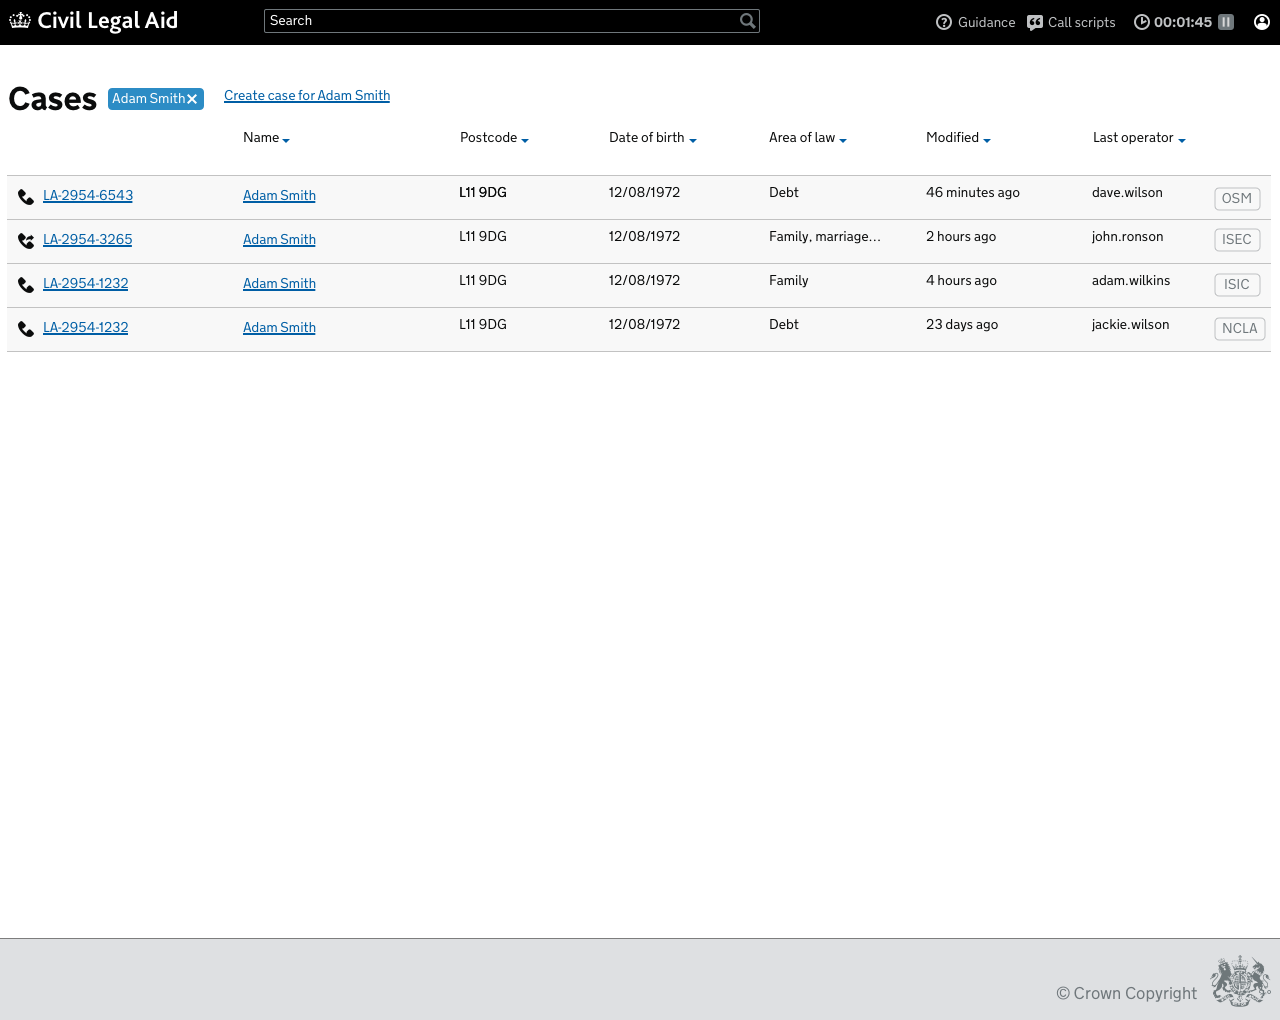 Civil Legal Aid Search Guidance Call scripts 00:01:45
Cases Adam Smith Create case for Adam Smith
Name Postcode Date of birth Area of law Modified Last operator
LA-2954-6543 Adam Smith L11 9DG 12/08/1972 Debt 46 minutes ago dave.wilson OSM
LA-2954-3265 Adam Smith L11 9DG 12/08/1972 Family, marriage... 2 hours ago john.ronson ISEC
LA-2954-1232 Adam Smith L11 9DG 12/08/1972 Family 4 hours ago adam.wilkins ISIC
LA-2954-1232 Adam Smith L11 9DG 12/08/1972 Debt 23 days ago jackie.wilson NCLA
© Crown Copyright